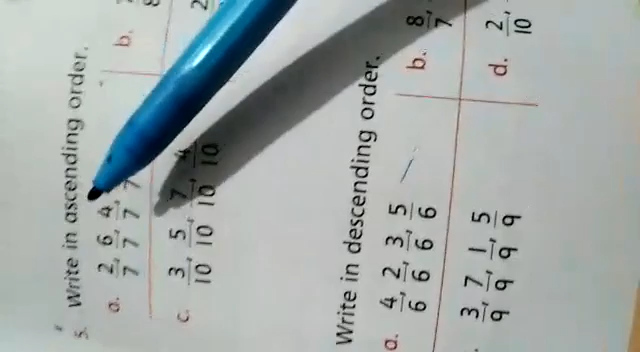 5. Write in ascending order.
a. 2/7, 6/7, 4/7, /7 b.
c. 3/10, 5/10, 7/10, 4/10
Write in descending order.
a. 4/6, 2/6, 3/6, 5/6 b. 8/7,
3/9, 7/9, 1/9, 5/9 d. 2/10,